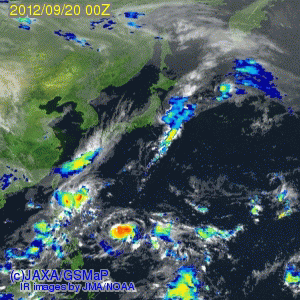 2012/09/20 00Z
(c)JAXA/GSMaP
IR images by JMA/NOAA